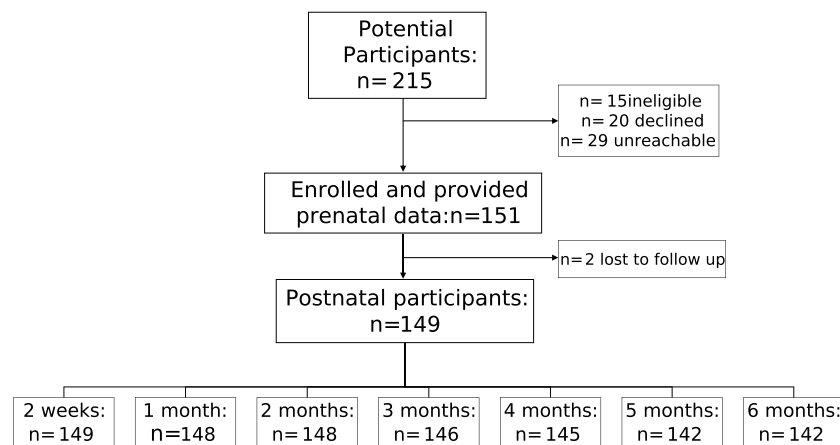 Potential
Participants:
n= 215
n= 15ineligible
n= 20 declined
n= 29 unreachable
Enrolled and provided
prenatal data:n=151
n=2 lost to follow up
Postnatal participants:
n=149
2 weeks:
n= 149
1 month:
n=148
2 months:
n= 148
3 months:
n= 146
4 months:
n= 145
5 months:
n= 142
6 months:
n= 142